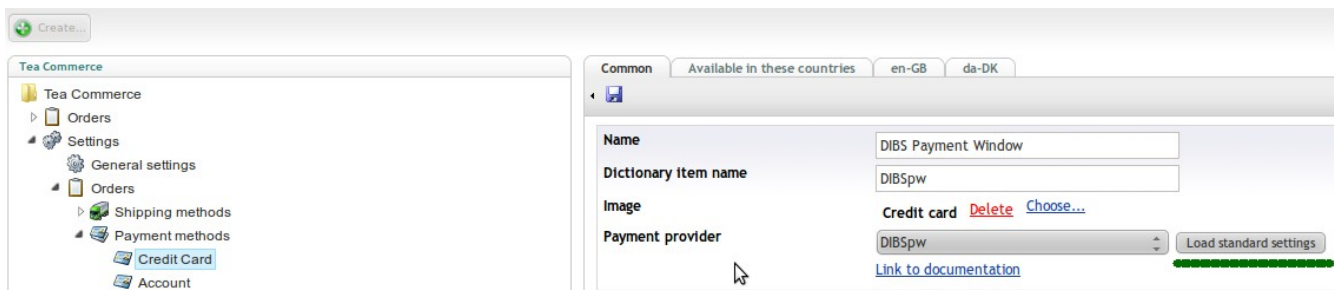 Create...
Tea Commerce
Tea Commerce
Orders
Settings
General settings
Orders
Shipping methods
Payment methods
Credit Card
Account
Common Available in these countries en-GB da-DK
Name DIBS Payment Window
Dictionary item name DIBSpw
Image Credit card Delete Choose...
Payment provider DIBSpw Load standard settings
Link to documentation